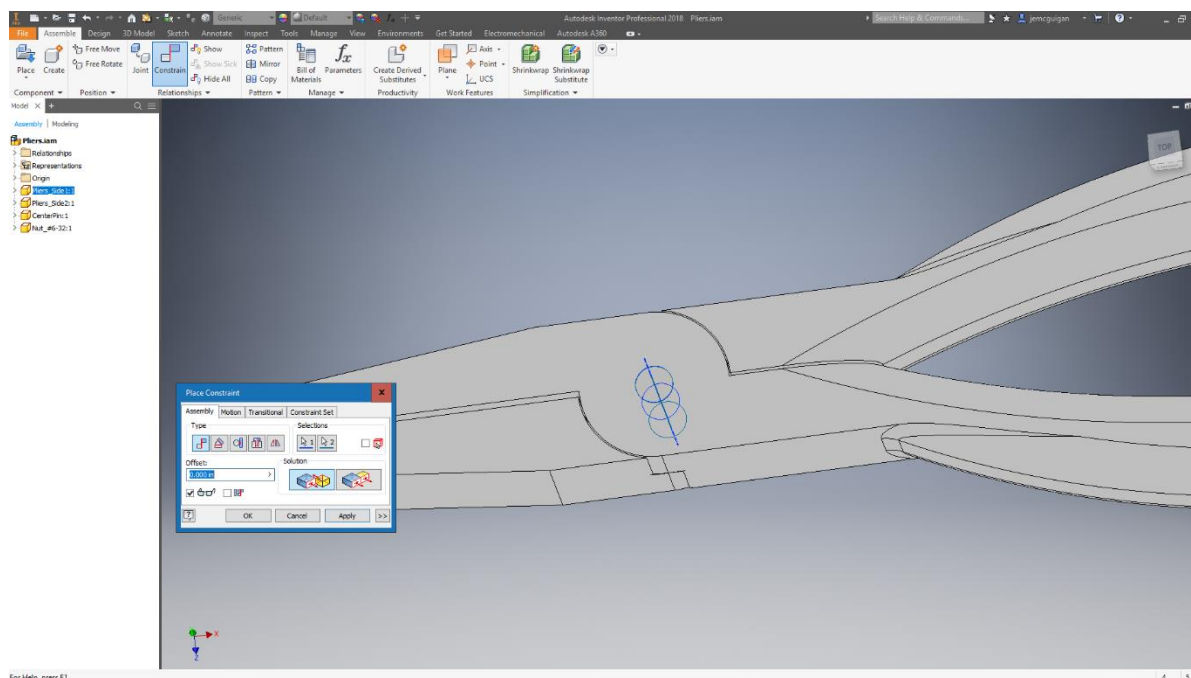 Generic
Default
Autodesk Inventor Professional 2018 Pliers.iam
Search Help & Commands...
jemcguigan
File Assemble Design 3D Model Sketch Annotate Inspect Tools Manage View Environments Get Started Electromechanical Autodesk A360
Place
Create
Free Move
Free Rotate
Joint
Constrain
Show
Show Sick
Hide All
Pattern
Mirror
Copy
Bill of
Materials
fx
Parameters
Create Derived
Substitutes
Plane
Axis
Point
UCS
Shrinkwrap
Shrinkwrap
Substitute
Component Position Relationships Pattern Manage Productivity Work Features Simplification
Model
Assembly | Modeling
Pliers.iam
Relationships
Representations
Origin
Pliers_Side1:1
Pliers_Side2:1
CenterPin:1
Nut_#6-32:1
TOP
Place Constraint
Assembly Motion Transitional Constraint Set
Type
Selections
1
2
Offset:
0.000 in
Solution
OK Cancel Apply >>
X
Z
For Help, press F1
4